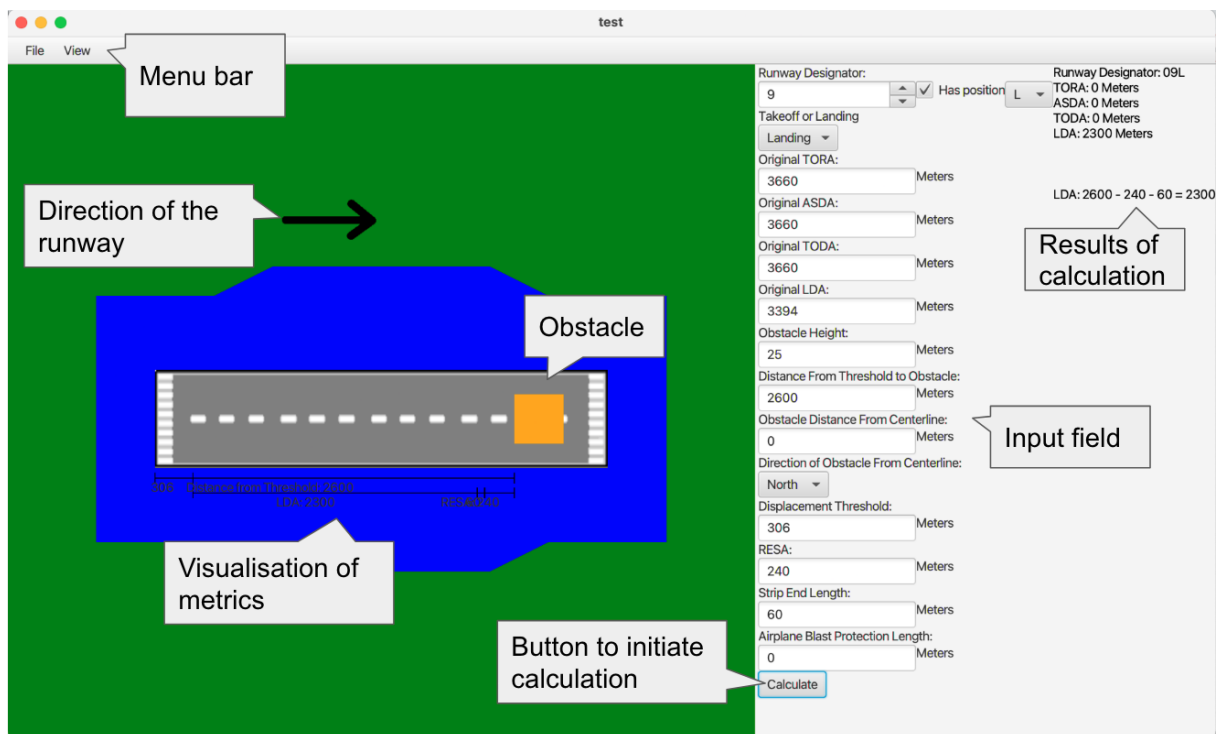 test
File View
Menu bar
Direction of the
runway
Obstacle
306 Distance from Threshold: 2600
LDA: 2300
240
Visualisation of
metrics
Button to initiate
calculation
Runway Designator:
9 Has position L
Takeoff or Landing
Landing
Original TORA:
3660 Meters
Original ASDA:
3660 Meters
Original TODA:
3660 Meters
Original LDA:
3394 Meters
Obstacle Height:
25 Meters
Distance From Threshold to Obstacle:
2600 Meters
Obstacle Distance From Centerline:
0 Meters
Direction of Obstacle From Centerline:
North
Displacement Threshold:
306 Meters
RESA:
240 Meters
Strip End Length:
60 Meters
Airplane Blast Protection Length:
0 Meters
Calculate
Runway Designator: 09L
TORA: 0 Meters
ASDA: 0 Meters
TODA: 0 Meters
LDA: 2300 Meters
LDA: 2600 - 240 - 60 = 2300
Results of
calculation
Input field